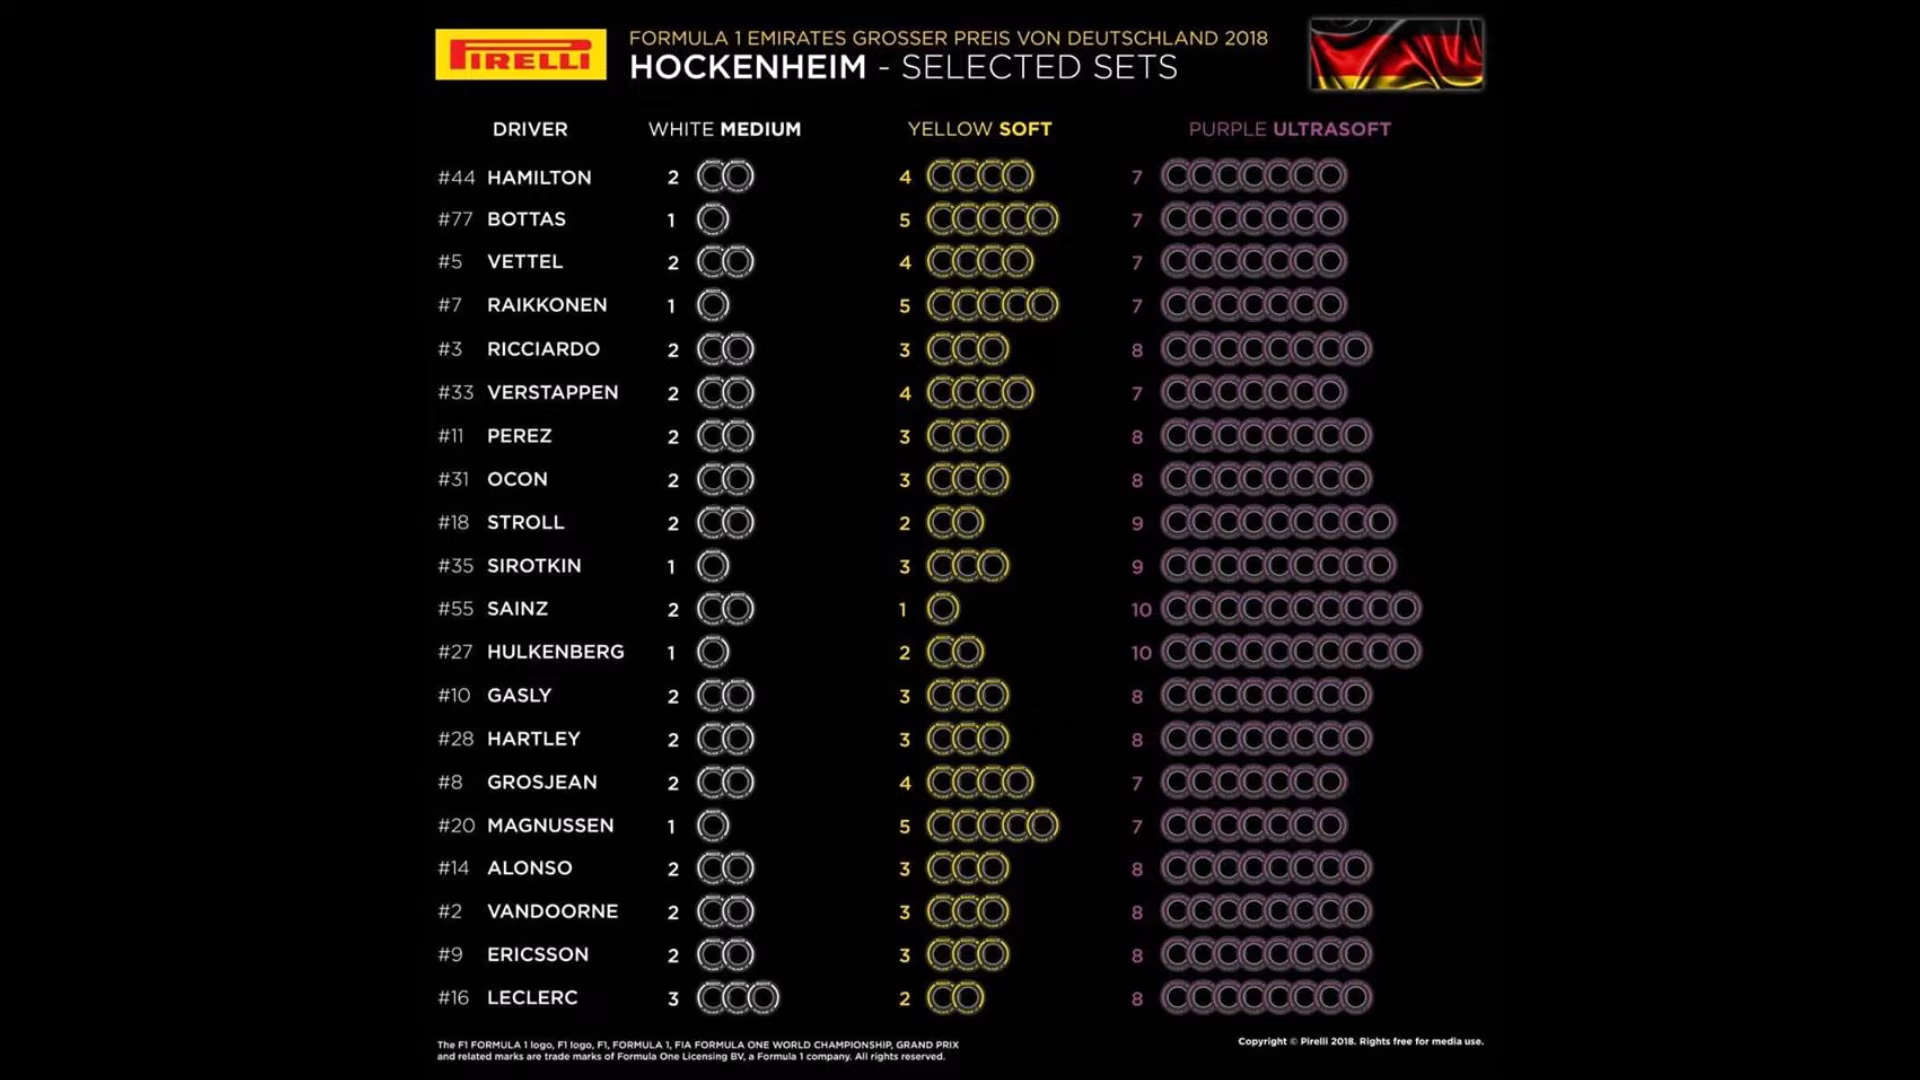 PIRELLI
FORMULA 1 EMIRATES GROSSER PREIS VON DEUTSCHLAND 2018
HOCKENHEIM - SELECTED SETS
DRIVER WHITE MEDIUM YELLOW SOFT PURPLE ULTRASOFT
#44 HAMILTON 2 4 7
#77 BOTTAS 1 5 7
#5 VETTEL 2 4 7
#7 RAIKKONEN 1 5 7
#3 RICCIARDO 2 3 8
#33 VERSTAPPEN 2 4 7
#11 PEREZ 2 3 8
#31 OCON 2 3 8
#18 STROLL 2 2 9
#35 SIROTKIN 1 3 9
#55 SAINZ 2 1 10
#27 HULKENBERG 1 2 10
#10 GASLY 2 3 8
#28 HARTLEY 2 3 8
#8 GROSJEAN 2 4 7
#20 MAGNUSSEN 1 5 7
#14 ALONSO 2 3 8
#2 VANDOORNE 2 3 8
#9 ERICSSON 2 3 8
#16 LECLERC 3 2 8
The F1 FORMULA 1 logo, F1 logo, F1, FORMULA 1, FIA FORMULA ONE WORLD CHAMPIONSHIP, GRAND PRIX
and related marks are trade marks of Formula One Licensing BV, a Formula 1 company. All rights reserved.
Copyright © Pirelli 2018. Rights free for media use.